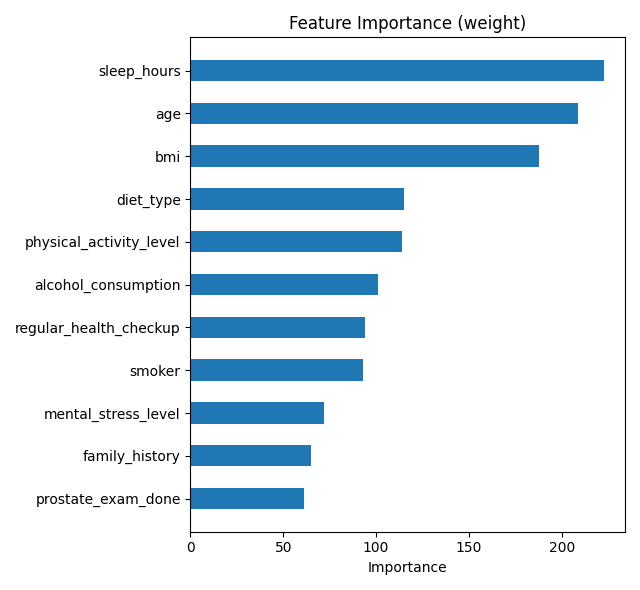 Feature Importance (weight)
sleep_hours
age
bmi
diet_type
physical_activity_level
alcohol_consumption
regular_health_checkup
smoker
mental_stress_level
family_history
prostate_exam_done
0 50 100 150 200
Importance